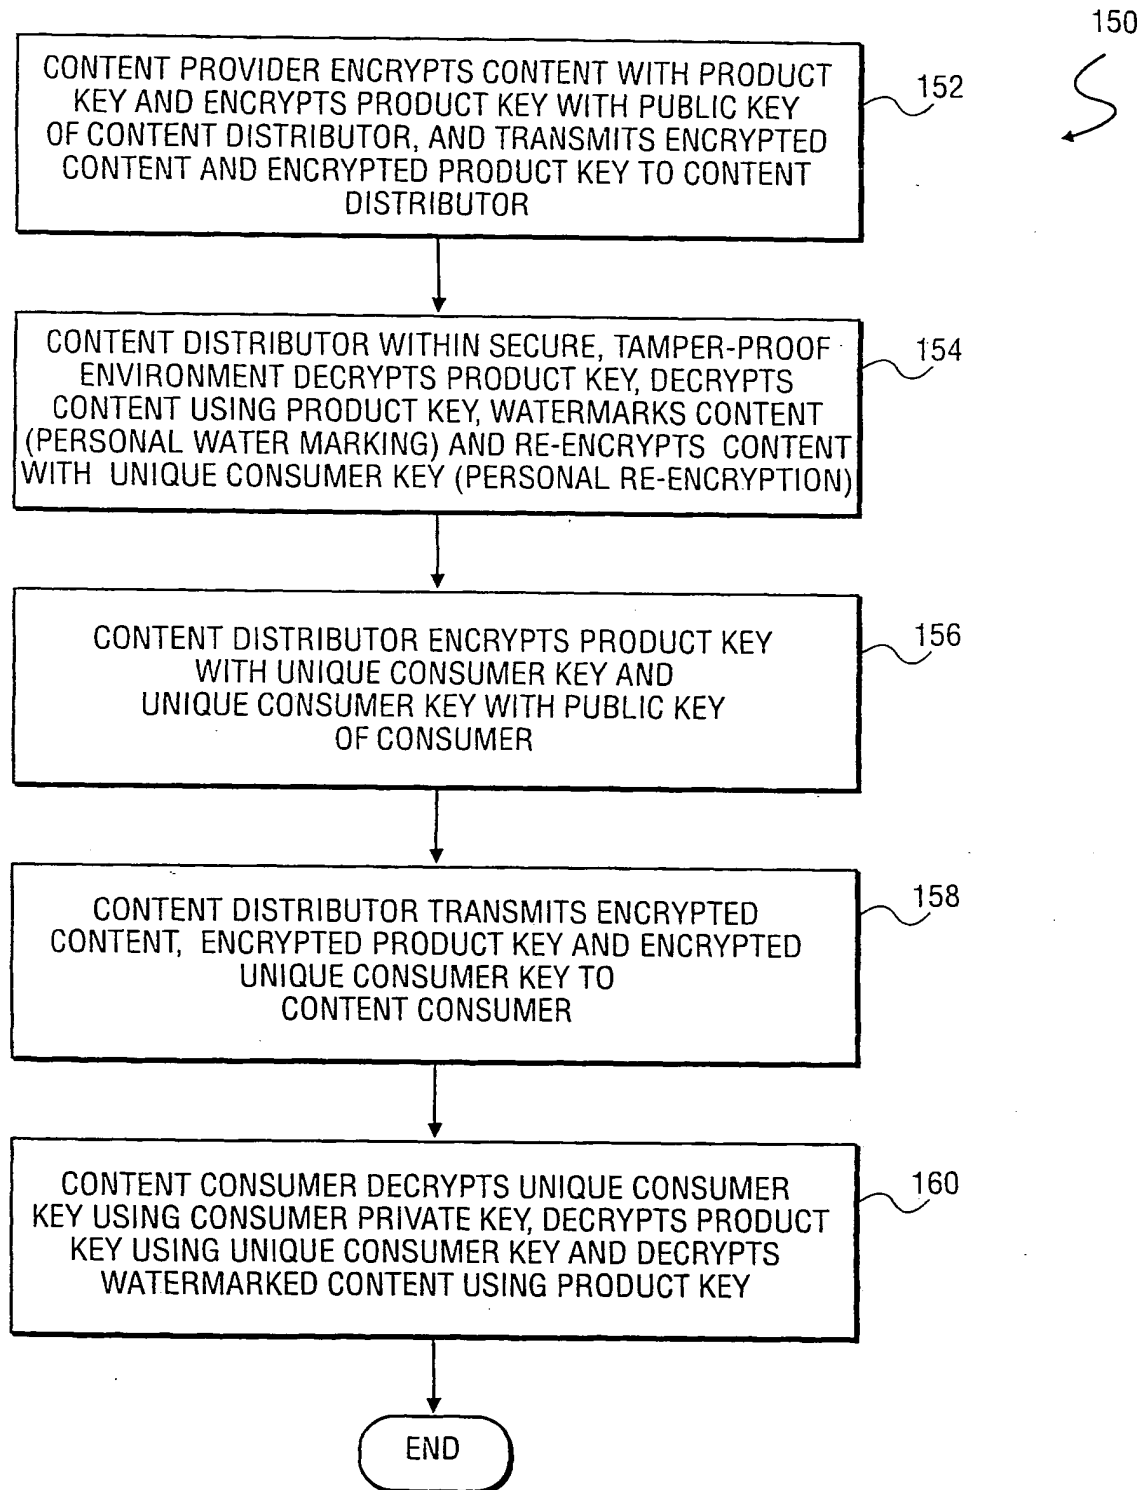 150
CONTENT PROVIDER ENCRYPTS CONTENT WITH PRODUCT
KEY AND ENCRYPTS PRODUCT KEY WITH PUBLIC KEY
OF CONTENT DISTRIBUTOR, AND TRANSMITS ENCRYPTED
CONTENT AND ENCRYPTED PRODUCT KEY TO CONTENT
DISTRIBUTOR
152
CONTENT DISTRIBUTOR WITHIN SECURE, TAMPER-PROOF
ENVIRONMENT DECRYPTS PRODUCT KEY, DECRYPTS
CONTENT USING PRODUCT KEY, WATERMARKS CONTENT
(PERSONAL WATER MARKING) AND RE-ENCRYPTS CONTENT
WITH UNIQUE CONSUMER KEY (PERSONAL RE-ENCRYPTION)
154
CONTENT DISTRIBUTOR ENCRYPTS PRODUCT KEY
WITH UNIQUE CONSUMER KEY AND
UNIQUE CONSUMER KEY WITH PUBLIC KEY
OF CONSUMER
156
CONTENT DISTRIBUTOR TRANSMITS ENCRYPTED
CONTENT, ENCRYPTED PRODUCT KEY AND ENCRYPTED
UNIQUE CONSUMER KEY TO
CONTENT CONSUMER
158
CONTENT CONSUMER DECRYPTS UNIQUE CONSUMER
KEY USING CONSUMER PRIVATE KEY, DECRYPTS PRODUCT
KEY USING UNIQUE CONSUMER KEY AND DECRYPTS
WATERMARKED CONTENT USING PRODUCT KEY
160
END